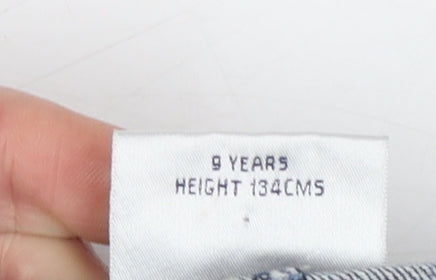 9 YEARS
HEIGHT 134CMS